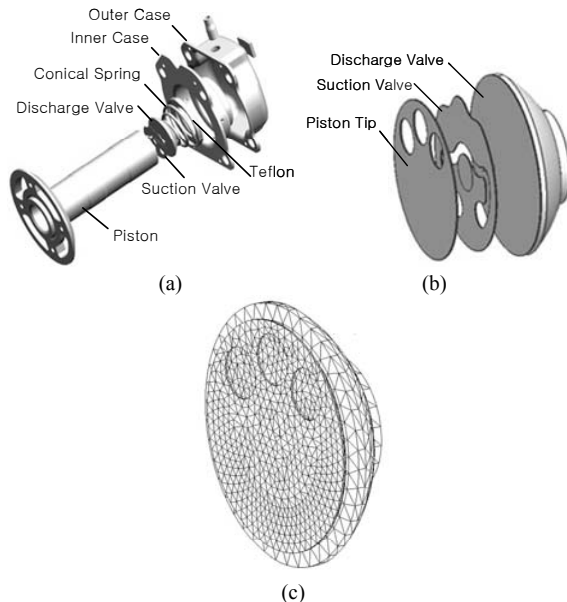 Outer Case
Inner Case
Conical Spring
Discharge Valve
Teflon
Suction Valve
Piston
(a)
Discharge Valve
Suction Valve
Piston Tip
(b)
(c)